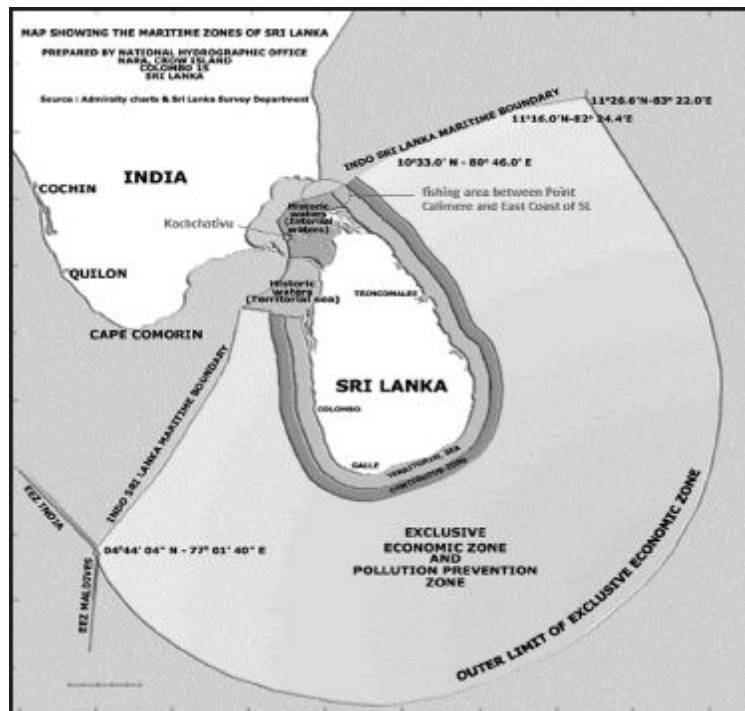 MAP SHOWING THE MARITIME ZONES OF SRI LANKA
PREPARED BY NATIONAL HYDROGRAPHIC OFFICE
NARA, CROW ISLAND
COLOMBO 15
SRI LANKA
Source : Admiralty charts & Sri Lanka Survey Department
INDO SRI LANKA MARITIME BOUNDARY
11°26.6'N-83° 22.0'E
11°16.0'N-82° 24.4'E
10°33.0' N - 80° 46.0' E
INDIA
COCHIN
fishing area between Point
Calimere and East Coast of SL
Historic
waters
(Internal
waters)
Kachchativu
QUILON
Historic
waters
(Territorial sea)
TRINCOMALEE
CAPE COMORIN
SRI LANKA
COLOMBO
INDO SRI LANKA MARITIME BOUNDARY
GALLE
TERRITORIAL SEA
CONTIGUOUS ZONE
EEZ INDIA
04°44' 04" N - 77° 01' 40" E
EXCLUSIVE
ECONOMIC ZONE
AND
POLLUTION PREVENTION
ZONE
EEZ MALDIVES
OUTER LIMIT OF EXCLUSIVE ECONOMIC ZONE